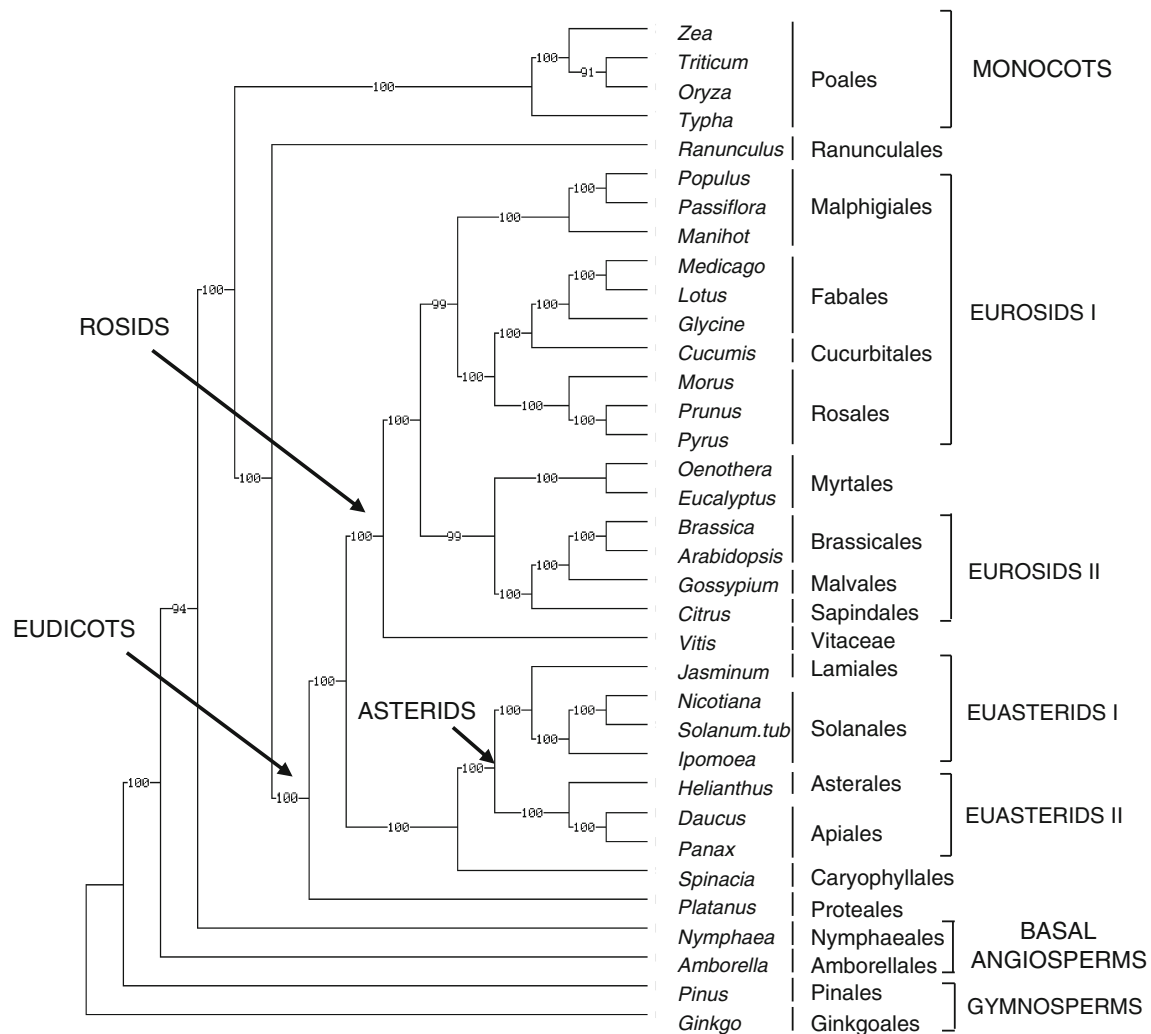 Zea
Triticum
Oryza
Typha
Poales
MONOCOTS
Ranunculus
Ranunculales
Populus
Passiflora
Manihot
Malphigiales
Medicago
Lotus
Glycine
Fabales
Cucumis
Cucurbitales
Morus
Prunus
Pyrus
Rosales
EUROSIDS I
Oenothera
Eucalyptus
Myrtales
Brassica
Arabidopsis
Brassicales
Gossypium
Malvales
Citrus
Sapindales
EUROSIDS II
Vitis
Vitaceae
Jasminum
Lamiales
Nicotiana
Solanum.tub
Ipomoea
Solanales
EUASTERIDS I
Helianthus
Asterales
Daucus
Panax
Apiales
EUASTERIDS II
Spinacia
Caryophyllales
Platanus
Proteales
Nymphaea
Nymphaeales
Amborella
Amborellales
BASAL
ANGIOSPERMS
Pinus
Pinales
Ginkgo
Ginkgoales
GYMNOSPERMS
ROSIDS
EUDICOTS
ASTERIDS
100
91
100
100
100
100
100
100
100
99
100
100
100
100
100
100
100
100
99
100
100
100
100
94
100
100
100
100
100
100
100
100
100
100
100